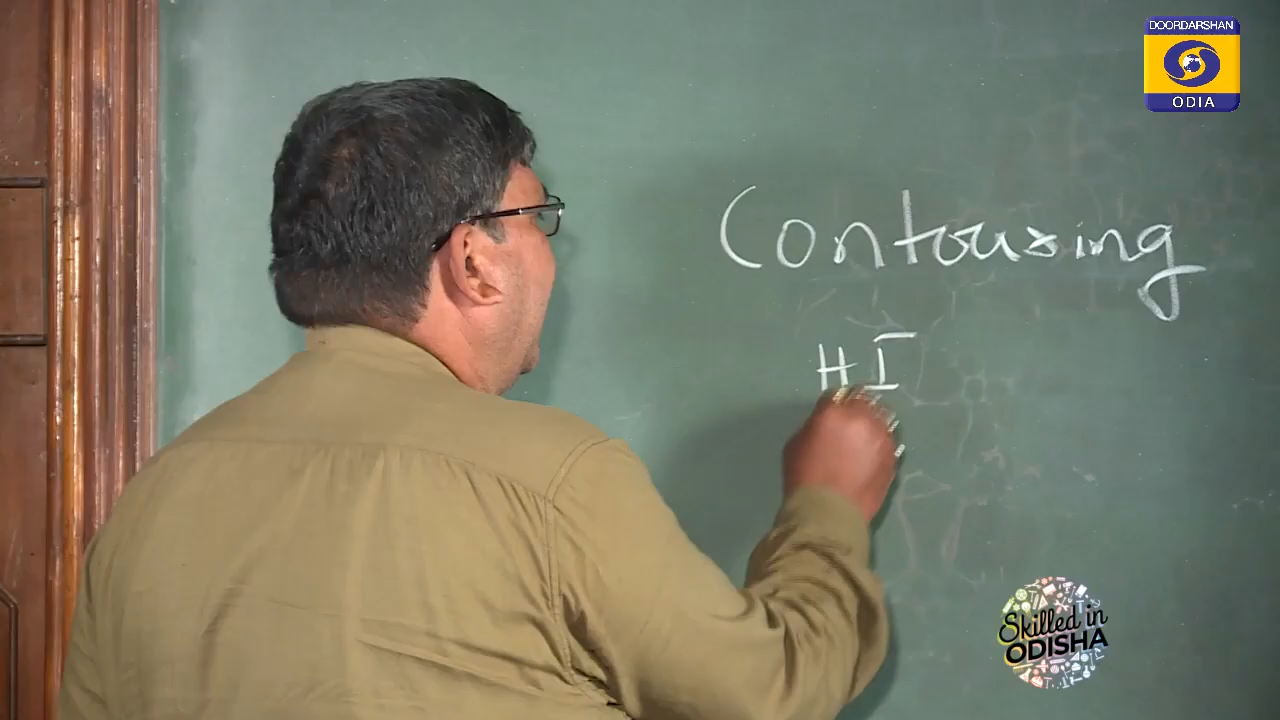 DOORDARSHAN
ODIA
Contouring
HI
Skilled in
ODISHA